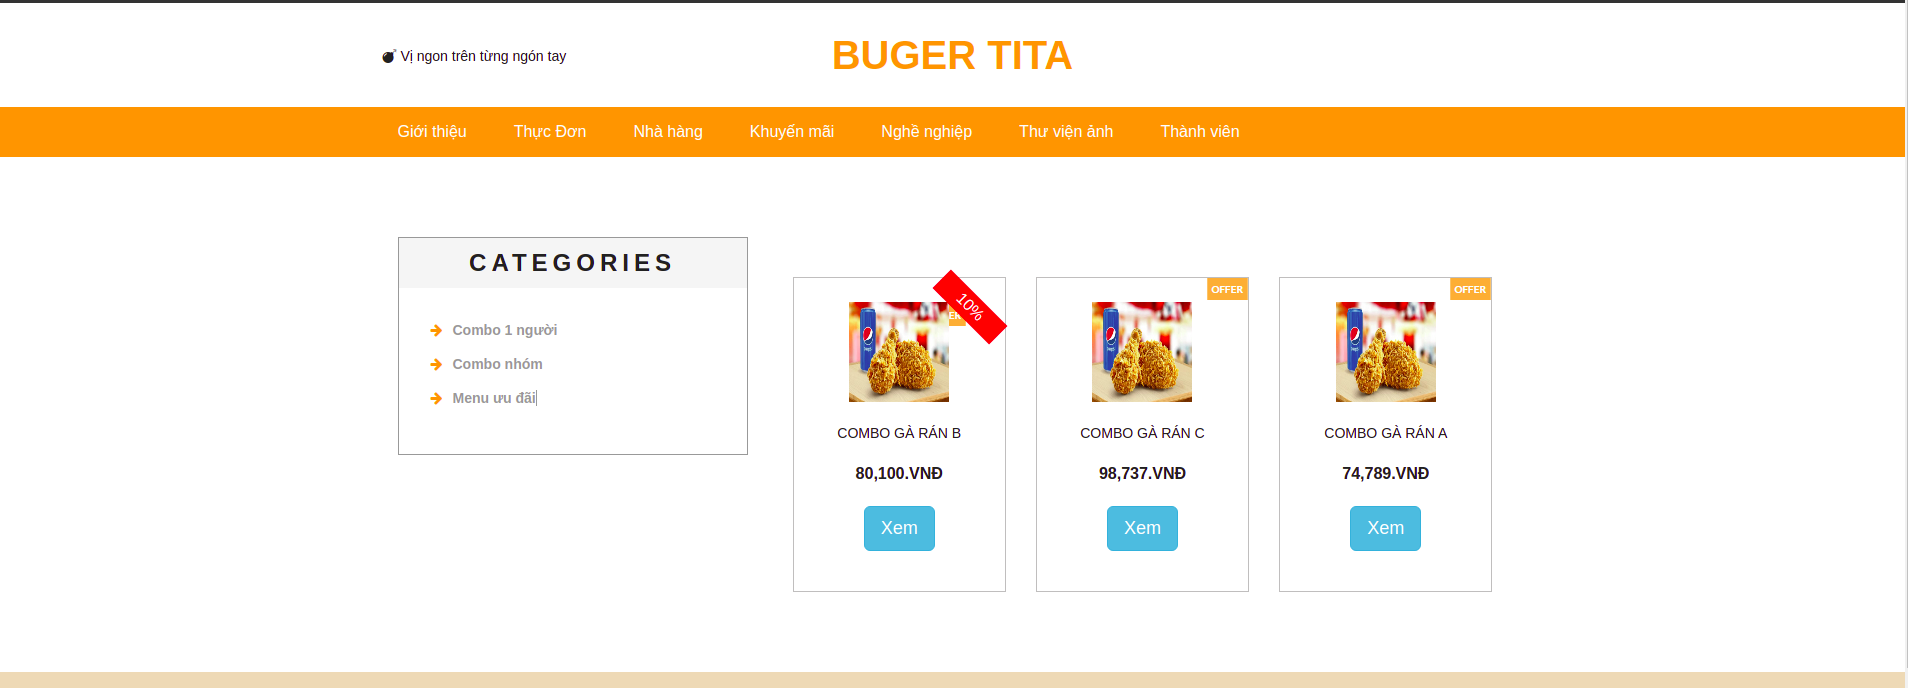 Vị ngon trên từng ngón tay
BUGER TITA
Giới thiệu Thực Đơn Nhà hàng Khuyến mãi Nghề nghiệp Thư viện ảnh Thành viên
CATEGORIES
Combo 1 người
Combo nhóm
Menu ưu đãi
10%
COMBO GÀ RÁN B
80,100.VNĐ
Xem
OFFER
COMBO GÀ RÁN C
98,737.VNĐ
Xem
OFFER
COMBO GÀ RÁN A
74,789.VNĐ
Xem